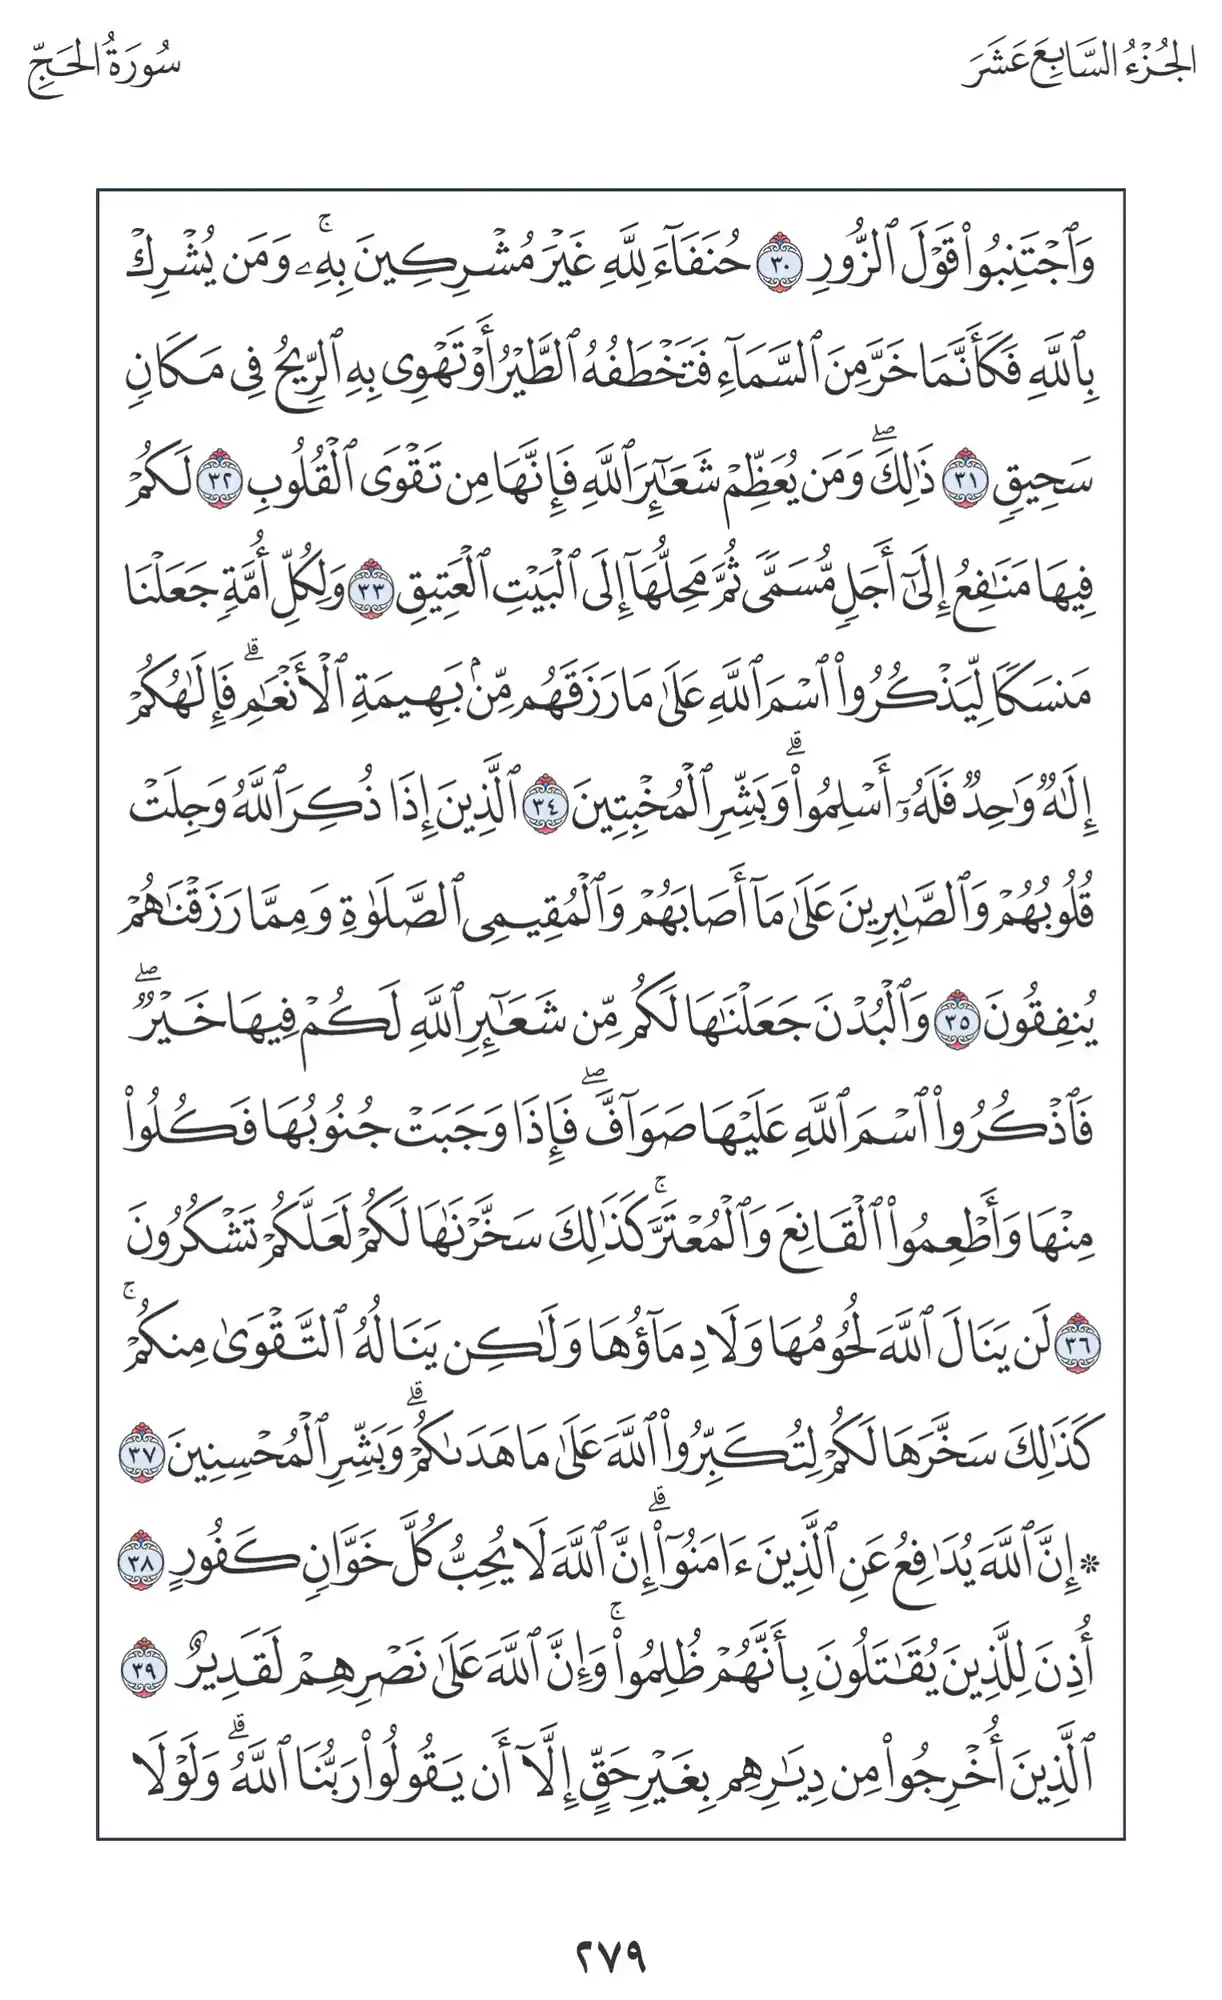 الجُزْءُ السَّابِعَ عَشَرَ
سُورَةُ الحَجِّ
وَٱجْتَنِبُوا۟ قَوْلَ ٱلزُّورِ ٣٠ حُنَفَآءَ لِلَّهِ غَيْرَ مُشْرِكِينَ بِهِۦۚ وَمَن يُشْرِكْ
بِٱللَّهِ فَكَأَنَّمَا خَرَّ مِنَ ٱلسَّمَآءِ فَتَخْطَفُهُ ٱلطَّيْرُ أَوْ تَهْوِى بِهِ ٱلرِّيحُ فِى مَكَانٍ
سَحِيقٍ ٣١ ذَٰلِكَۖ وَمَن يُعَظِّمْ شَعَـٰٓئِرَ ٱللَّهِ فَإِنَّهَا مِن تَقْوَى ٱلْقُلُوبِ ٣٢ لَكُمْ
فِيهَا مَنَـٰفِعُ إِلَىٰٓ أَجَلٍ مُّسَمًّى ثُمَّ مَحِلُّهَآ إِلَى ٱلْبَيْتِ ٱلْعَتِيقِ ٣٣ وَلِكُلِّ أُمَّةٍ جَعَلْنَا
مَنسَكًا لِّيَذْكُرُوا۟ ٱسْمَ ٱللَّهِ عَلَىٰ مَا رَزَقَهُم مِّنۢ بَهِيمَةِ ٱلْأَنْعَـٰمِۗ فَإِلَـٰهُكُمْ
إِلَـٰهٌ وَٰحِدٌ فَلَهُۥٓ أَسْلِمُوا۟ۗ وَبَشِّرِ ٱلْمُخْبِتِينَ ٣٤ ٱلَّذِينَ إِذَا ذُكِرَ ٱللَّهُ وَجِلَتْ
قُلُوبُهُمْ وَٱلصَّـٰبِرِينَ عَلَىٰ مَآ أَصَابَهُمْ وَٱلْمُقِيمِى ٱلصَّلَوٰةِ وَمِمَّا رَزَقْنَـٰهُمْ
يُنفِقُونَ ٣٥ وَٱلْبُدْنَ جَعَلْنَـٰهَا لَكُم مِّن شَعَـٰٓئِرِ ٱللَّهِ لَكُمْ فِيهَا خَيْرٌۖ
فَٱذْكُرُوا۟ ٱسْمَ ٱللَّهِ عَلَيْهَا صَوَآفَّۖ فَإِذَا وَجَبَتْ جُنُوبُهَا فَكُلُوا۟
مِنْهَا وَأَطْعِمُوا۟ ٱلْقَانِعَ وَٱلْمُعْتَرَّۚ كَذَٰلِكَ سَخَّرْنَـٰهَا لَكُمْ لَعَلَّكُمْ تَشْكُرُونَ
٣٦ لَن يَنَالَ ٱللَّهَ لُحُومُهَا وَلَا دِمَآؤُهَا وَلَـٰكِن يَنَالُهُ ٱلتَّقْوَىٰ مِنكُمْۚ
كَذَٰلِكَ سَخَّرَهَا لَكُمْ لِتُكَبِّرُوا۟ ٱللَّهَ عَلَىٰ مَا هَدَىٰكُمْۗ وَبَشِّرِ ٱلْمُحْسِنِينَ ٣٧
* إِنَّ ٱللَّهَ يُدَٰفِعُ عَنِ ٱلَّذِينَ ءَامَنُوٓا۟ۗ إِنَّ ٱللَّهَ لَا يُحِبُّ كُلَّ خَوَّانٍ كَفُورٍ ٣٨
أُذِنَ لِلَّذِينَ يُقَـٰتَلُونَ بِأَنَّهُمْ ظُلِمُوا۟ۚ وَإِنَّ ٱللَّهَ عَلَىٰ نَصْرِهِمْ لَقَدِيرٌ ٣٩
ٱلَّذِينَ أُخْرِجُوا۟ مِن دِيَـٰرِهِم بِغَيْرِ حَقٍّ إِلَّآ أَن يَقُولُوا۟ رَبُّنَا ٱللَّهُۗ وَلَوْلَا
٢٧٩